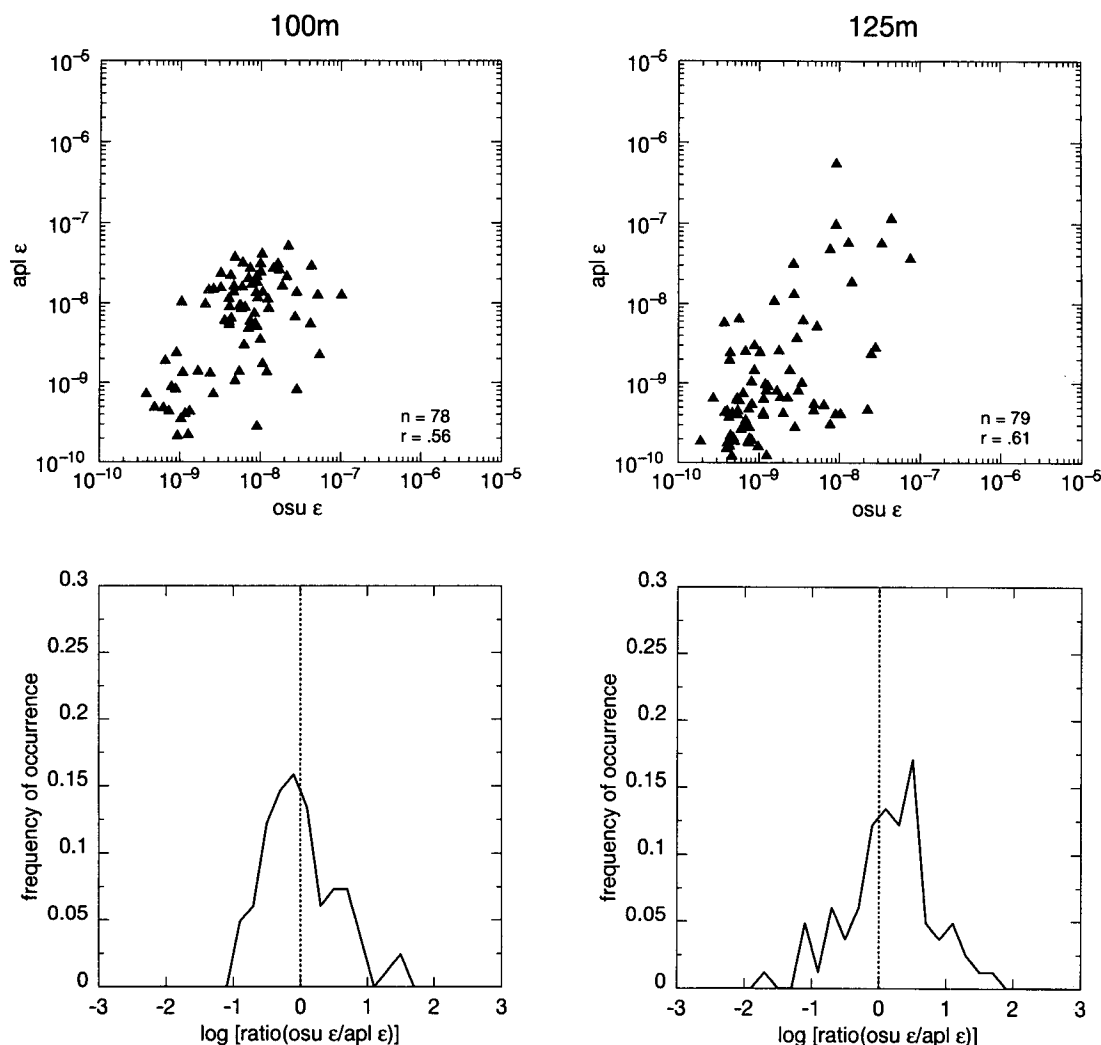 100m
10⁻⁵
10⁻⁶
10⁻⁷
10⁻⁸
10⁻⁹
10⁻¹⁰
apl ε
n = 78
r = .56
10⁻¹⁰ 10⁻⁹ 10⁻⁸ 10⁻⁷ 10⁻⁶ 10⁻⁵
osu ε
125m
10⁻⁵
10⁻⁶
10⁻⁷
10⁻⁸
10⁻⁹
10⁻¹⁰
apl ε
n = 79
r = .61
10⁻¹⁰ 10⁻⁹ 10⁻⁸ 10⁻⁷ 10⁻⁶ 10⁻⁵
osu ε
0.3
0.25
0.2
0.15
0.1
0.05
0
frequency of occurrence
-3 -2 -1 0 1 2 3
log [ratio(osu ε/apl ε)]
0.3
0.25
0.2
0.15
0.1
0.05
0
frequency of occurrence
-3 -2 -1 0 1 2 3
log [ratio(osu ε/apl ε)]